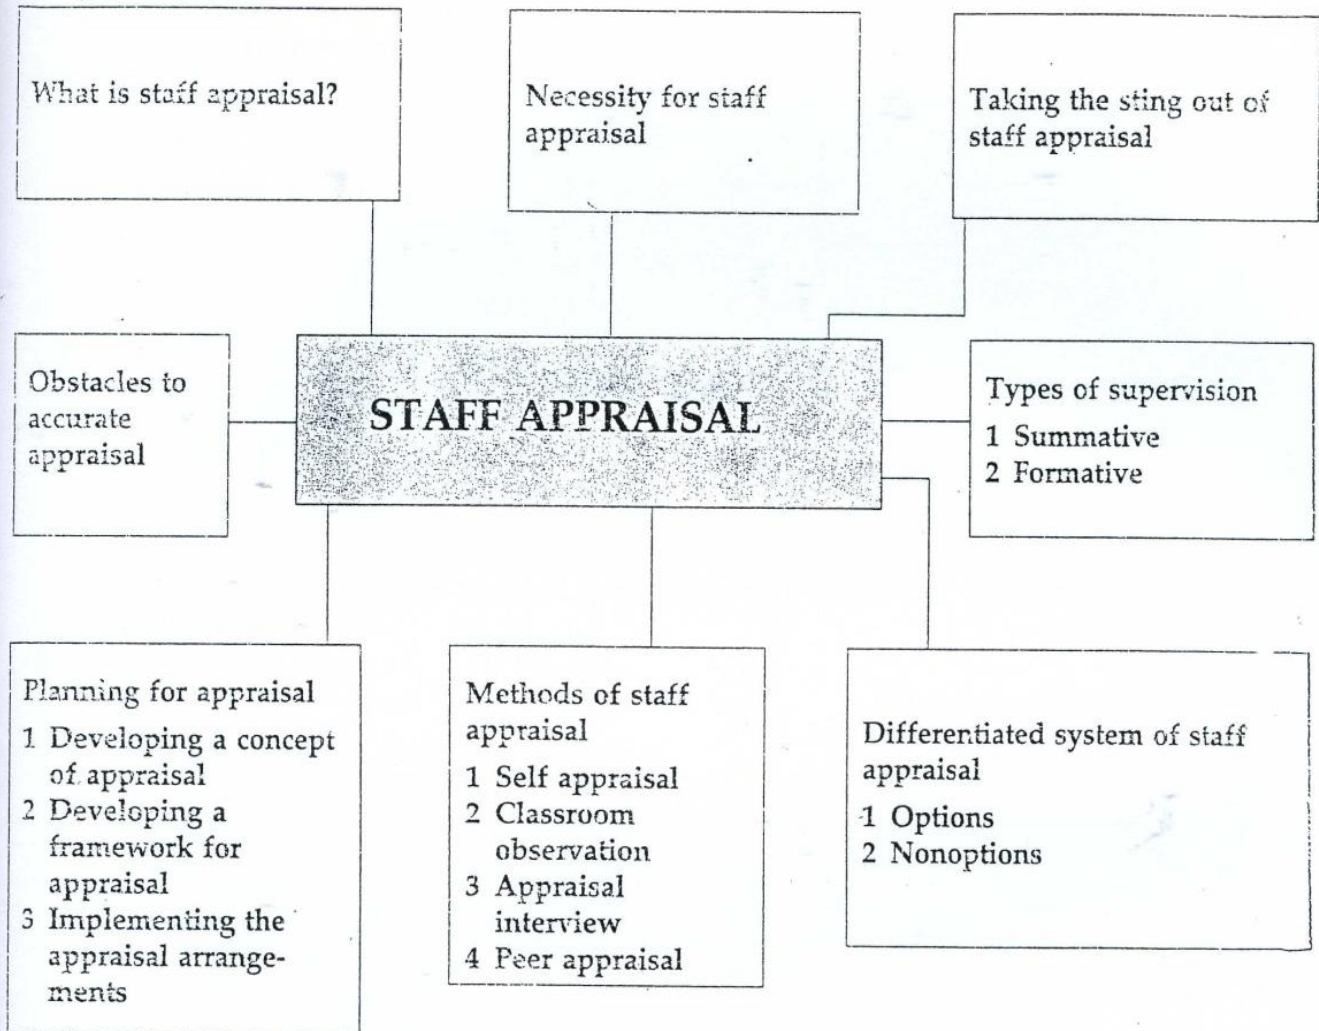 What is staff appraisal?
Necessity for staff
appraisal
Taking the sting out of
staff appraisal
Obstacles to
accurate
appraisal
STAFF APPRAISAL
Types of supervision
1 Summative
2 Formative
Planning for appraisal
1 Developing a concept
of appraisal
2 Developing a
framework for
appraisal
3 Implementing the
appraisal arrange-
ments
Methods of staff
appraisal
1 Self appraisal
2 Classroom
observation
3 Appraisal
interview
4 Peer appraisal
Differentiated system of staff
appraisal
1 Options
2 Nonoptions